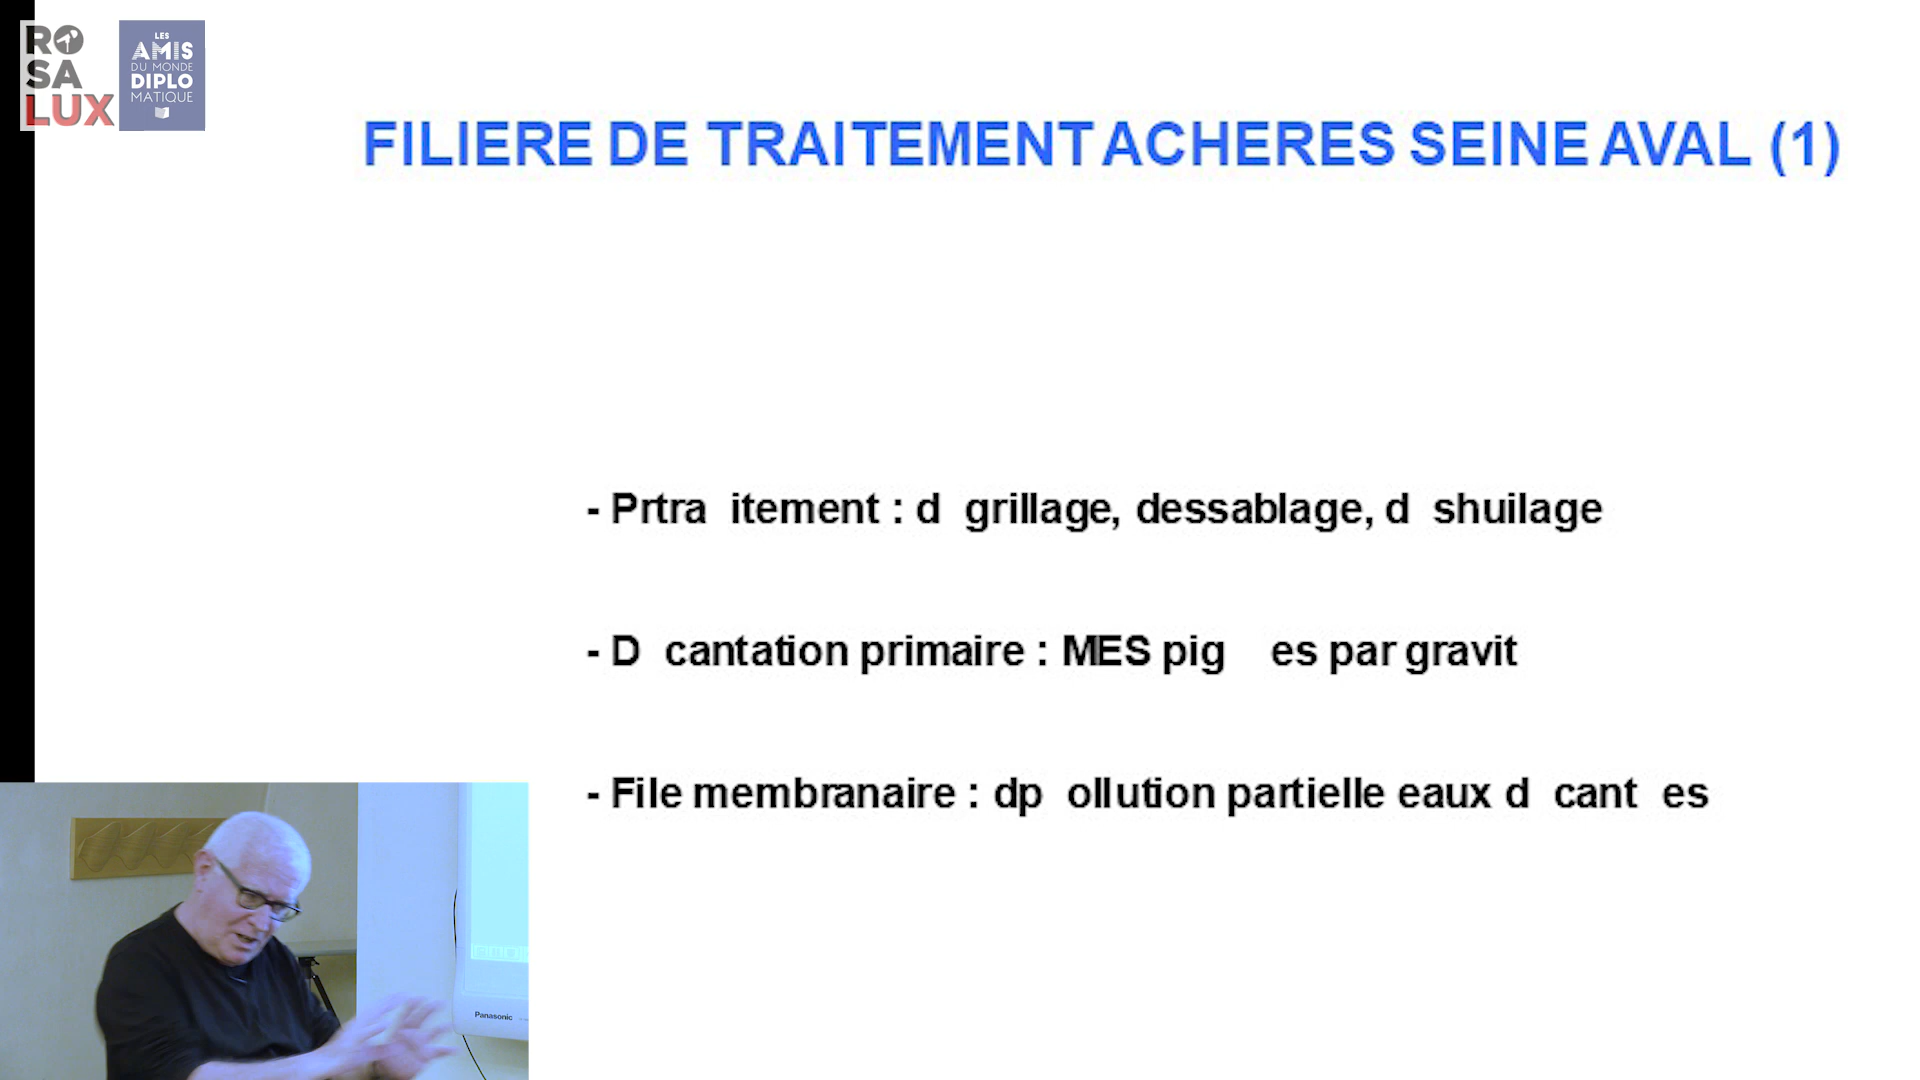 RO
SA
LUX
LES
AMIS
DU MONDE
DIPLO
MATIQUE
FILIERE DE TRAITEMENT ACHERES SEINE AVAL (1)
- Prtra itement : d grillage, dessablage, d shuilage
- D cantation primaire : MES pig es par gravit
- File membranaire : dp ollution partielle eaux d cant es
Panasonic